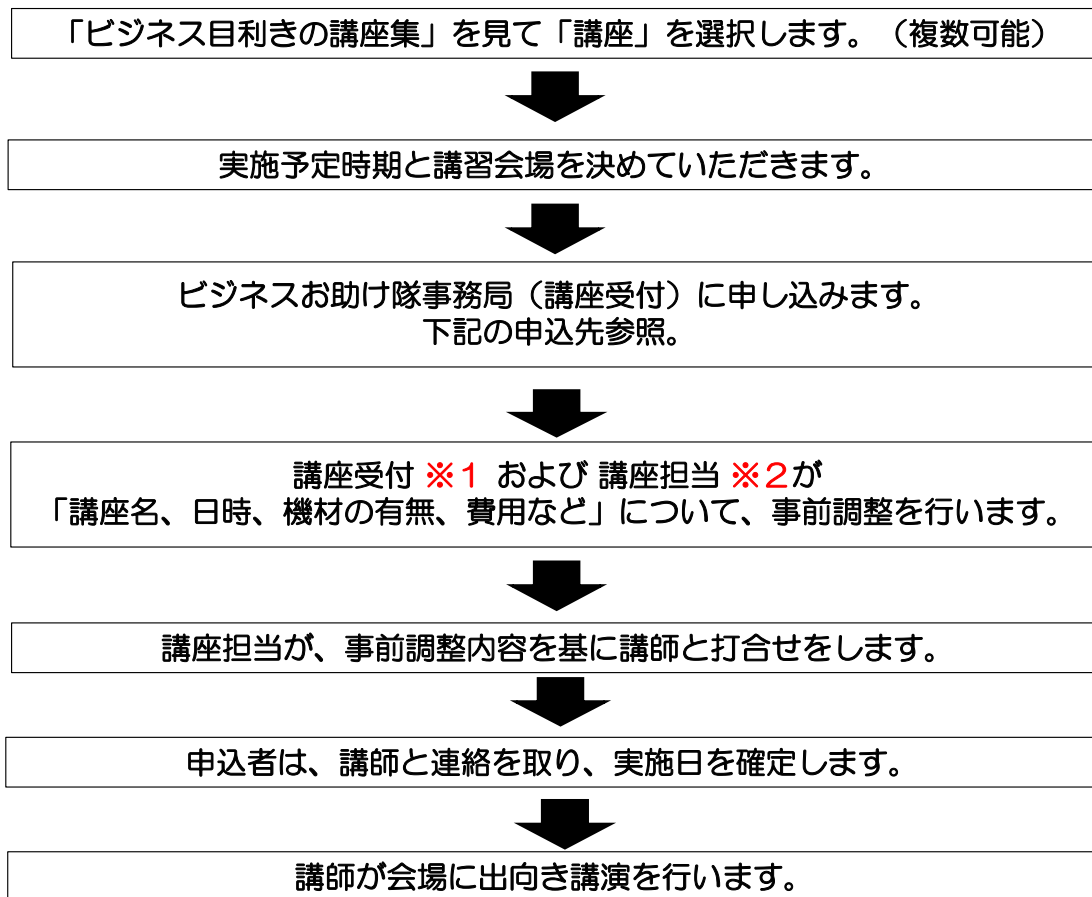 「ビジネス目利きの講座集」を見て「講座」を選択します。（複数可能）
実施予定時期と講習会場を決めていただきます。
ビジネスお助け隊事務局（講座受付）に申し込みます。
下記の申込先参照。
講座受付 ※１ および 講座担当 ※２が
「講座名、日時、機材の有無、費用など」について、事前調整を行います。
講座担当が、事前調整内容を基に講師と打合せをします。
申込者は、講師と連絡を取り、実施日を確定します。
講師が会場に出向き講演を行います。